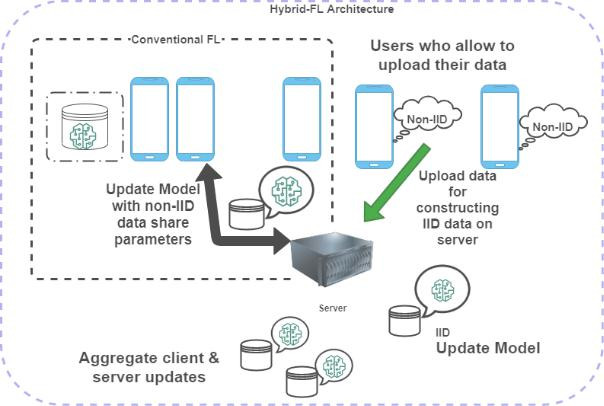 Hybrid-FL Architecture
Conventional FL
Users who allow to
upload their data
Non-IID
Non-IID
Update Model
with non-IID
data share
parameters
Upload data
for
constructing
IID data on
server
Server
IID
Update Model
Aggregate client &
server updates